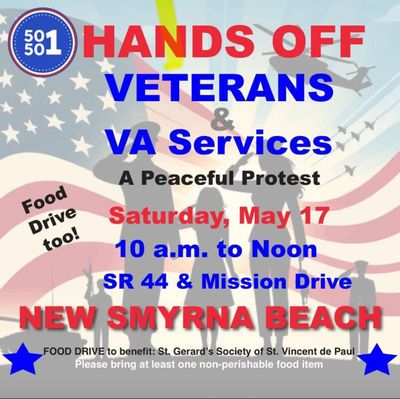 50
50 1
HANDS OFF
VETERANS
&
VA Services
A Peaceful Protest
Food
Drive
too!
Saturday, May 17
10 a.m. to Noon
SR 44 & Mission Drive
NEW SMYRNA BEACH
FOOD DRIVE to benefit: St. Gerard's Society of St. Vincent de Paul
Please bring at least one non-perishable food item